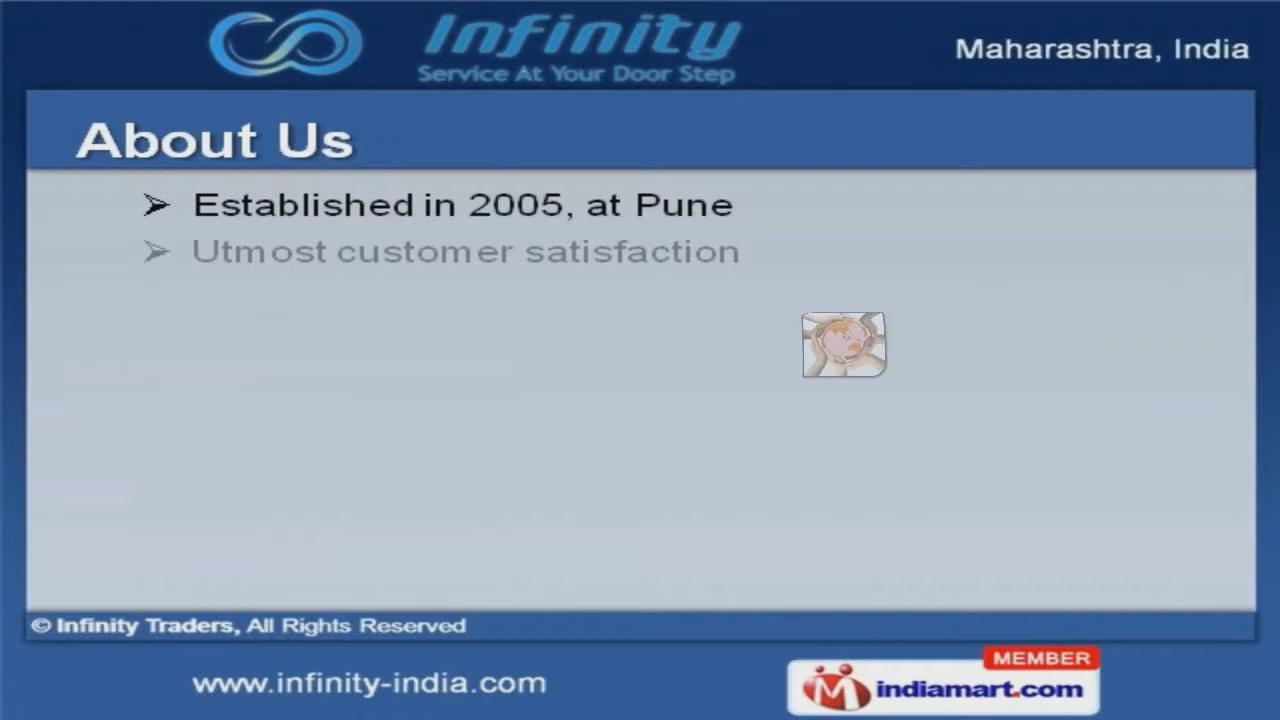 Infinity
Service At Your Door Step
Maharashtra, India
About Us
Established in 2005, at Pune
Utmost customer satisfaction
© Infinity Traders, All Rights Reserved
www.infinity-india.com
MEMBER
indiamart.com